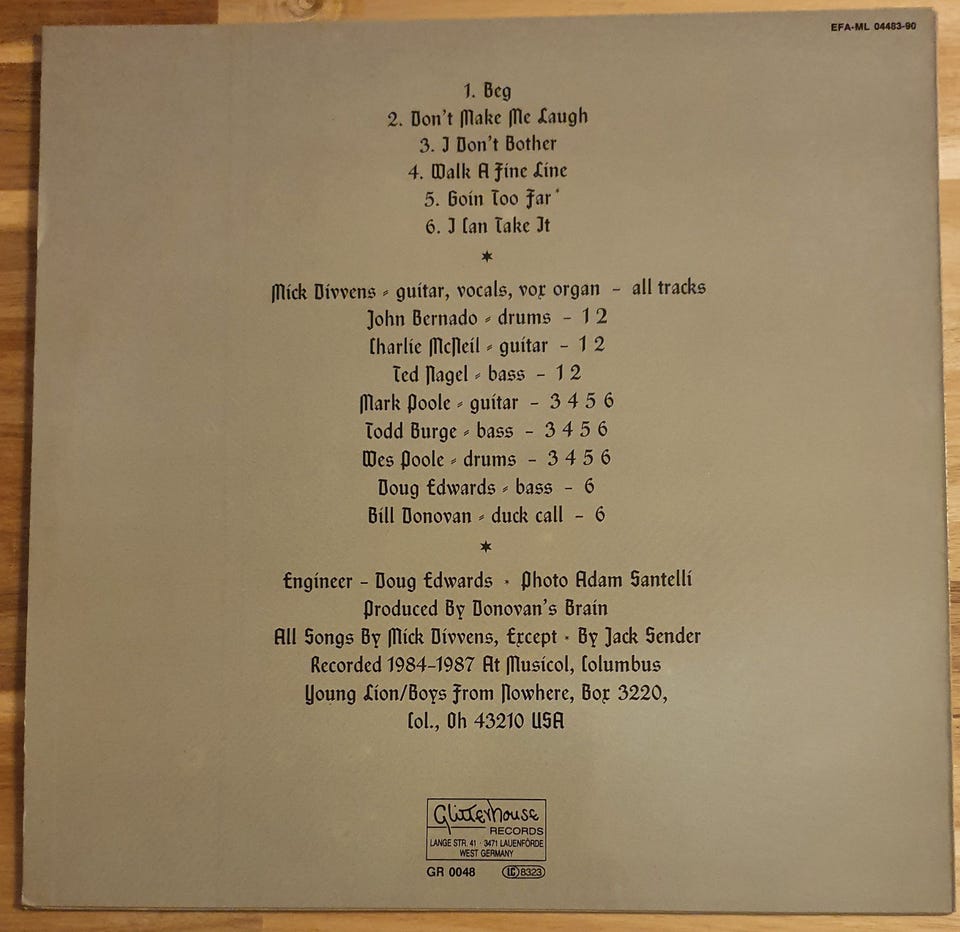 EFA-ML 04483-90
1. Beg
2. Don't Make Me Laugh
3. I Don't Bother
4. Walk A Fine Line
5. Goin Too Far *
6. I Can Take It
*
Mick Divvens - guitar, vocals, vox organ - all tracks
John Bernado - drums - 1 2
Charlie McNeil - guitar - 1 2
Ted Nagel - bass - 1 2
Mark Poole - guitar - 3 4 5 6
Todd Burge - bass - 3 4 5 6
Wes Poole - drums - 3 4 5 6
Doug Edwards - bass - 6
Bill Donovan - duck call - 6
*
Engineer - Doug Edwards · Photo Adam Santelli
Produced By Donovan's Brain
All Songs By Mick Divvens, Except * By Jack Sender
Recorded 1984-1987 At Musicol, Columbus
Young Lion/Boys From Nowhere, Box 3220,
Col., Oh 43210 USA
Glitterhouse
RECORDS
LANGE STR. 41 · 3471 LAUENFÖRDE
WEST GERMANY
GR 0048 LC 8323